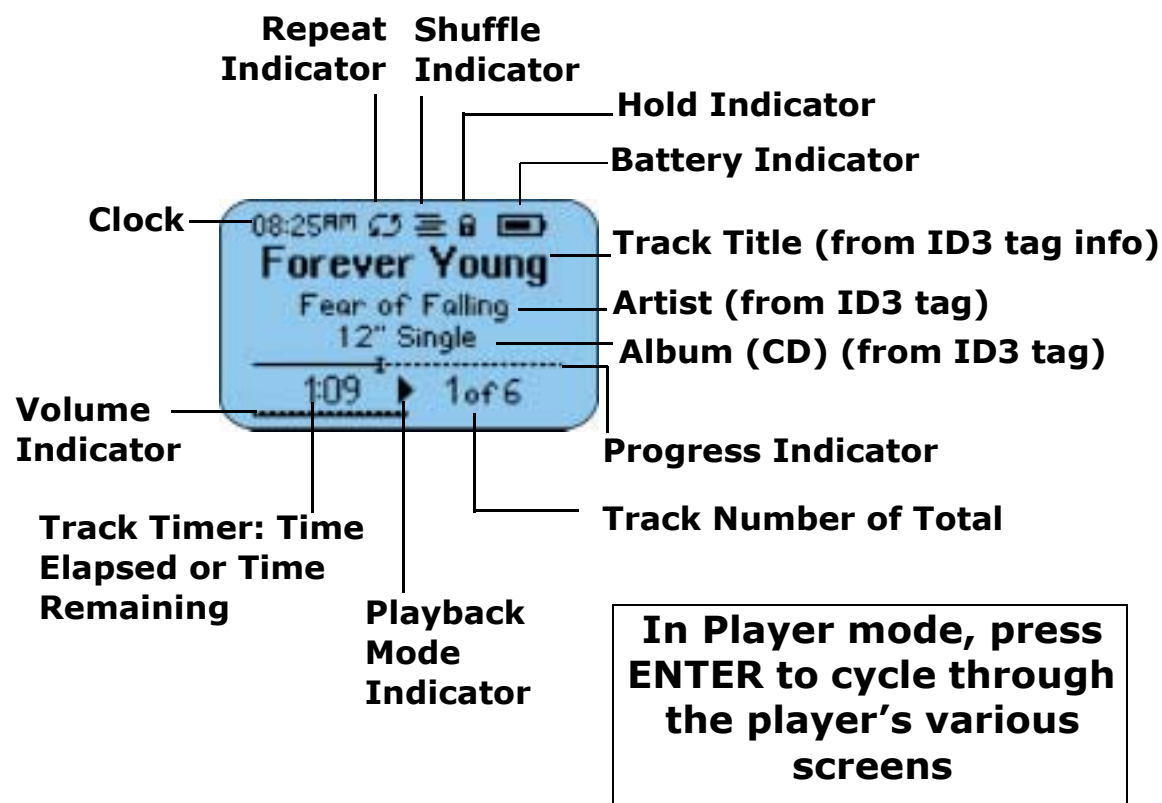 Repeat Indicator
Shuffle Indicator
Hold Indicator
Battery Indicator
Clock
08:25AM
Forever Young
Track Title (from ID3 tag info)
Fear of Falling
Artist (from ID3 tag)
12" Single
Album (CD) (from ID3 tag)
1:09
1 of 6
Volume
Indicator
Progress Indicator
Track Number of Total
Track Timer: Time
Elapsed or Time
Remaining
Playback
Mode
Indicator
In Player mode, press
ENTER to cycle through
the player's various
screens